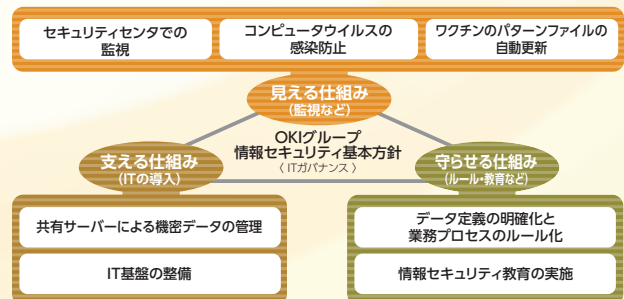 セキュリティセンタでの
監視
コンピュータウイルスの
感染防止
ワクチンのパターンファイルの
自動更新
見える仕組み
(監視など)
OKIグループ
情報セキュリティ基本方針
〈 ITガバナンス 〉
支える仕組み
(ITの導入)
守らせる仕組み
(ルール・教育など)
共有サーバーによる機密データの管理
IT基盤の整備
データ定義の明確化と
業務プロセスのルール化
情報セキュリティ教育の実施